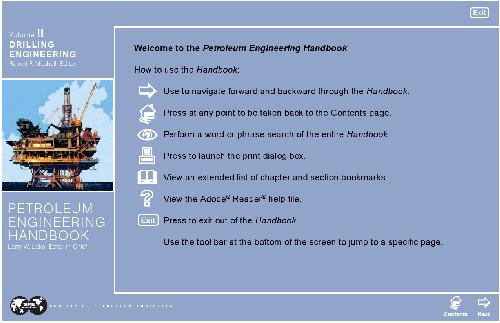 Exit
Volume II
DRILLING
ENGINEERING
Robert F. Mitchell, Editor
Welcome to the Petroleum Engineering Handbook
How to use the Handbook:
Use to navigate forward and backward through the Handbook.
Press at any point to be taken back to the Contents page.
Perform a word or phrase search of the entire Handbook.
Press to launch the print dialog box.
View an extended list of chapter and section bookmarks.
View the Adobe® Reader® help file.
Exit Press to exit out of the Handbook
Use the tool bar at the bottom of the screen to jump to a specific page.
PETROLEUM
ENGINEERING
HANDBOOK
Larry W. Lake, Editor in Chief
SPE
Contents Next